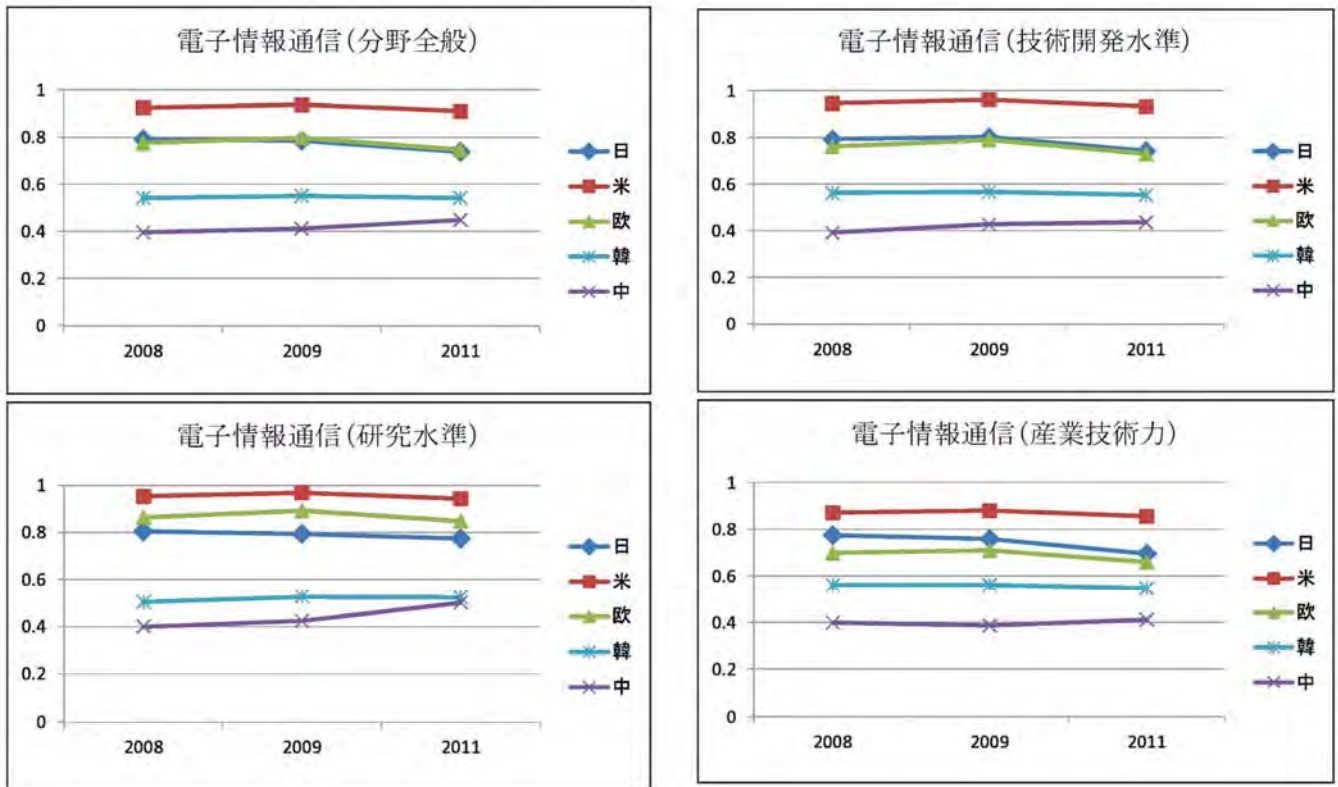 電子情報通信(分野全般)
1
0.8
0.6
0.4
0.2
0
2008 2009 2011
日
米
欧
韓
中
電子情報通信(技術開発水準)
1
0.8
0.6
0.4
0.2
0
2008 2009 2011
日
米
欧
韓
中
電子情報通信(研究水準)
1
0.8
0.6
0.4
0.2
0
2008 2009 2011
日
米
欧
韓
中
電子情報通信(産業技術力)
1
0.8
0.6
0.4
0.2
0
2008 2009 2011
日
米
欧
韓
中